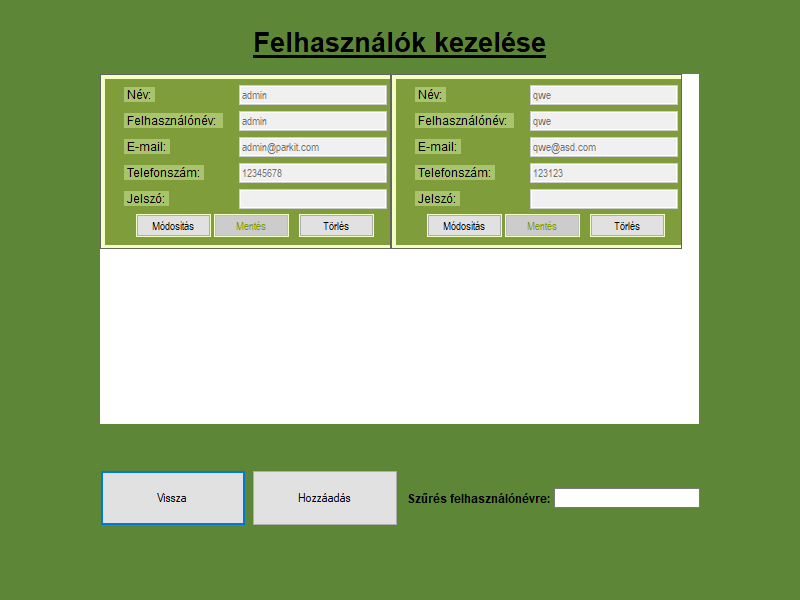 Felhasználók kezelése
Név: admin
Felhasználónév: admin
E-mail: admin@parkit.com
Telefonszám: 12345678
Jelszó:
Módosítás Mentés Törlés
Név: qwe
Felhasználónév: qwe
E-mail: qwe@asd.com
Telefonszám: 123123
Jelszó:
Módosítás Mentés Törlés
Vissza Hozzáadás Szűrés felhasználónévre: